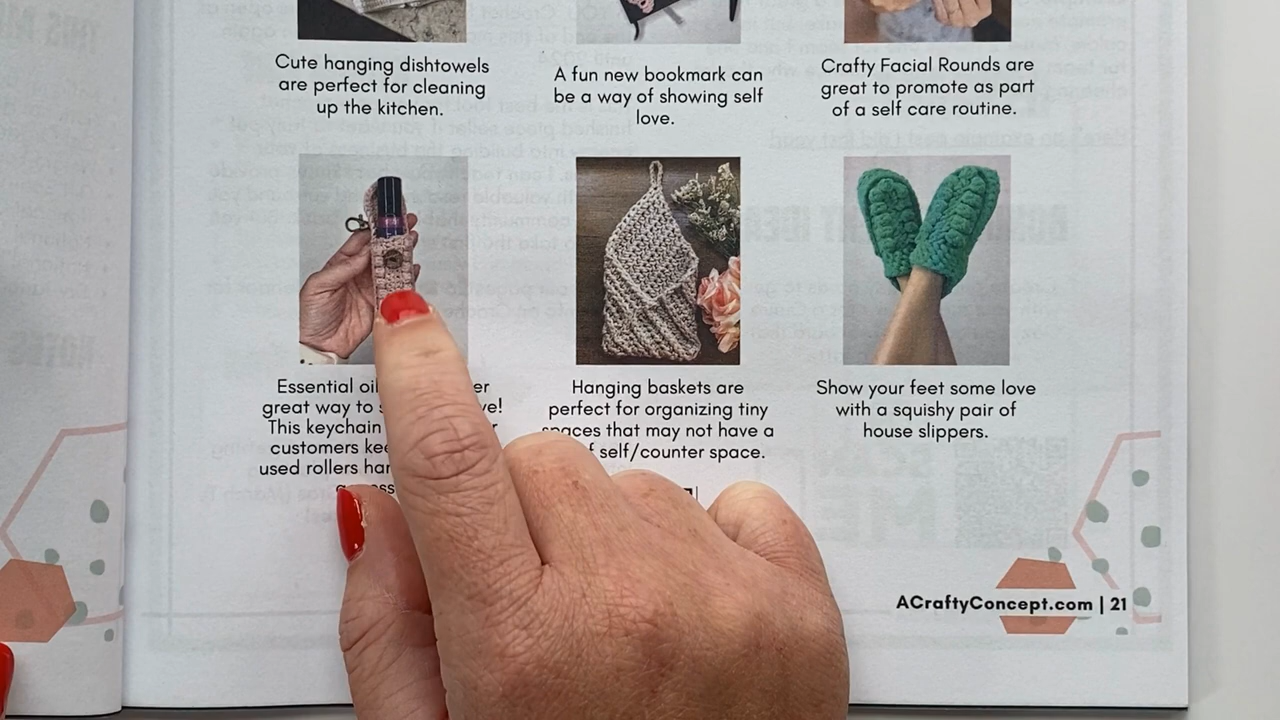 Cute hanging dishtowels
are perfect for cleaning
up the kitchen.
A fun new bookmark can
be a way of showing self
love.
Crafty Facial Rounds are
great to promote as part
of a self care routine.
Essential
great way to
This keychain
customers
used rollers
Hanging baskets are
perfect for organizing tiny
spaces that may not have a
self/counter space.
Show your feet some love
with a squishy pair of
house slippers.
ACraftyConcept.com | 21